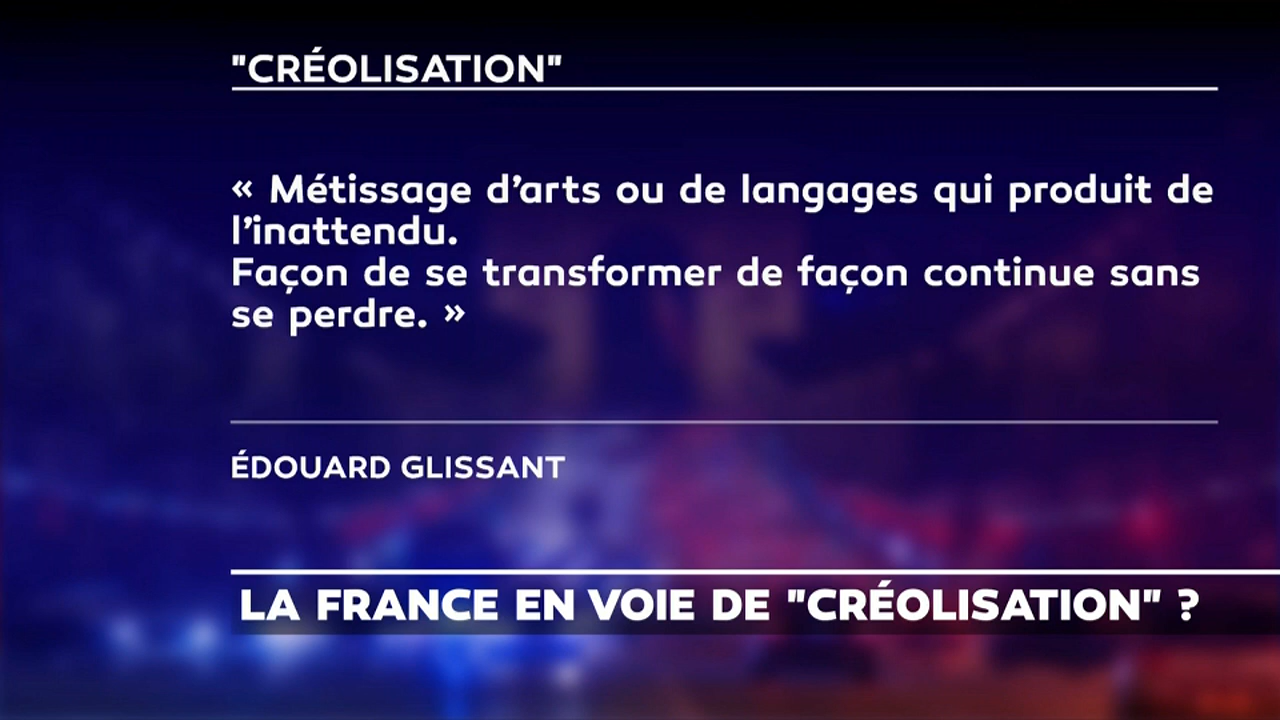 "CRÉOLISATION"
« Métissage d’arts ou de langages qui produit de
l’inattendu.
Façon de se transformer de façon continue sans
se perdre. »
ÉDOUARD GLISSANT
LA FRANCE EN VOIE DE "CRÉOLISATION" ?